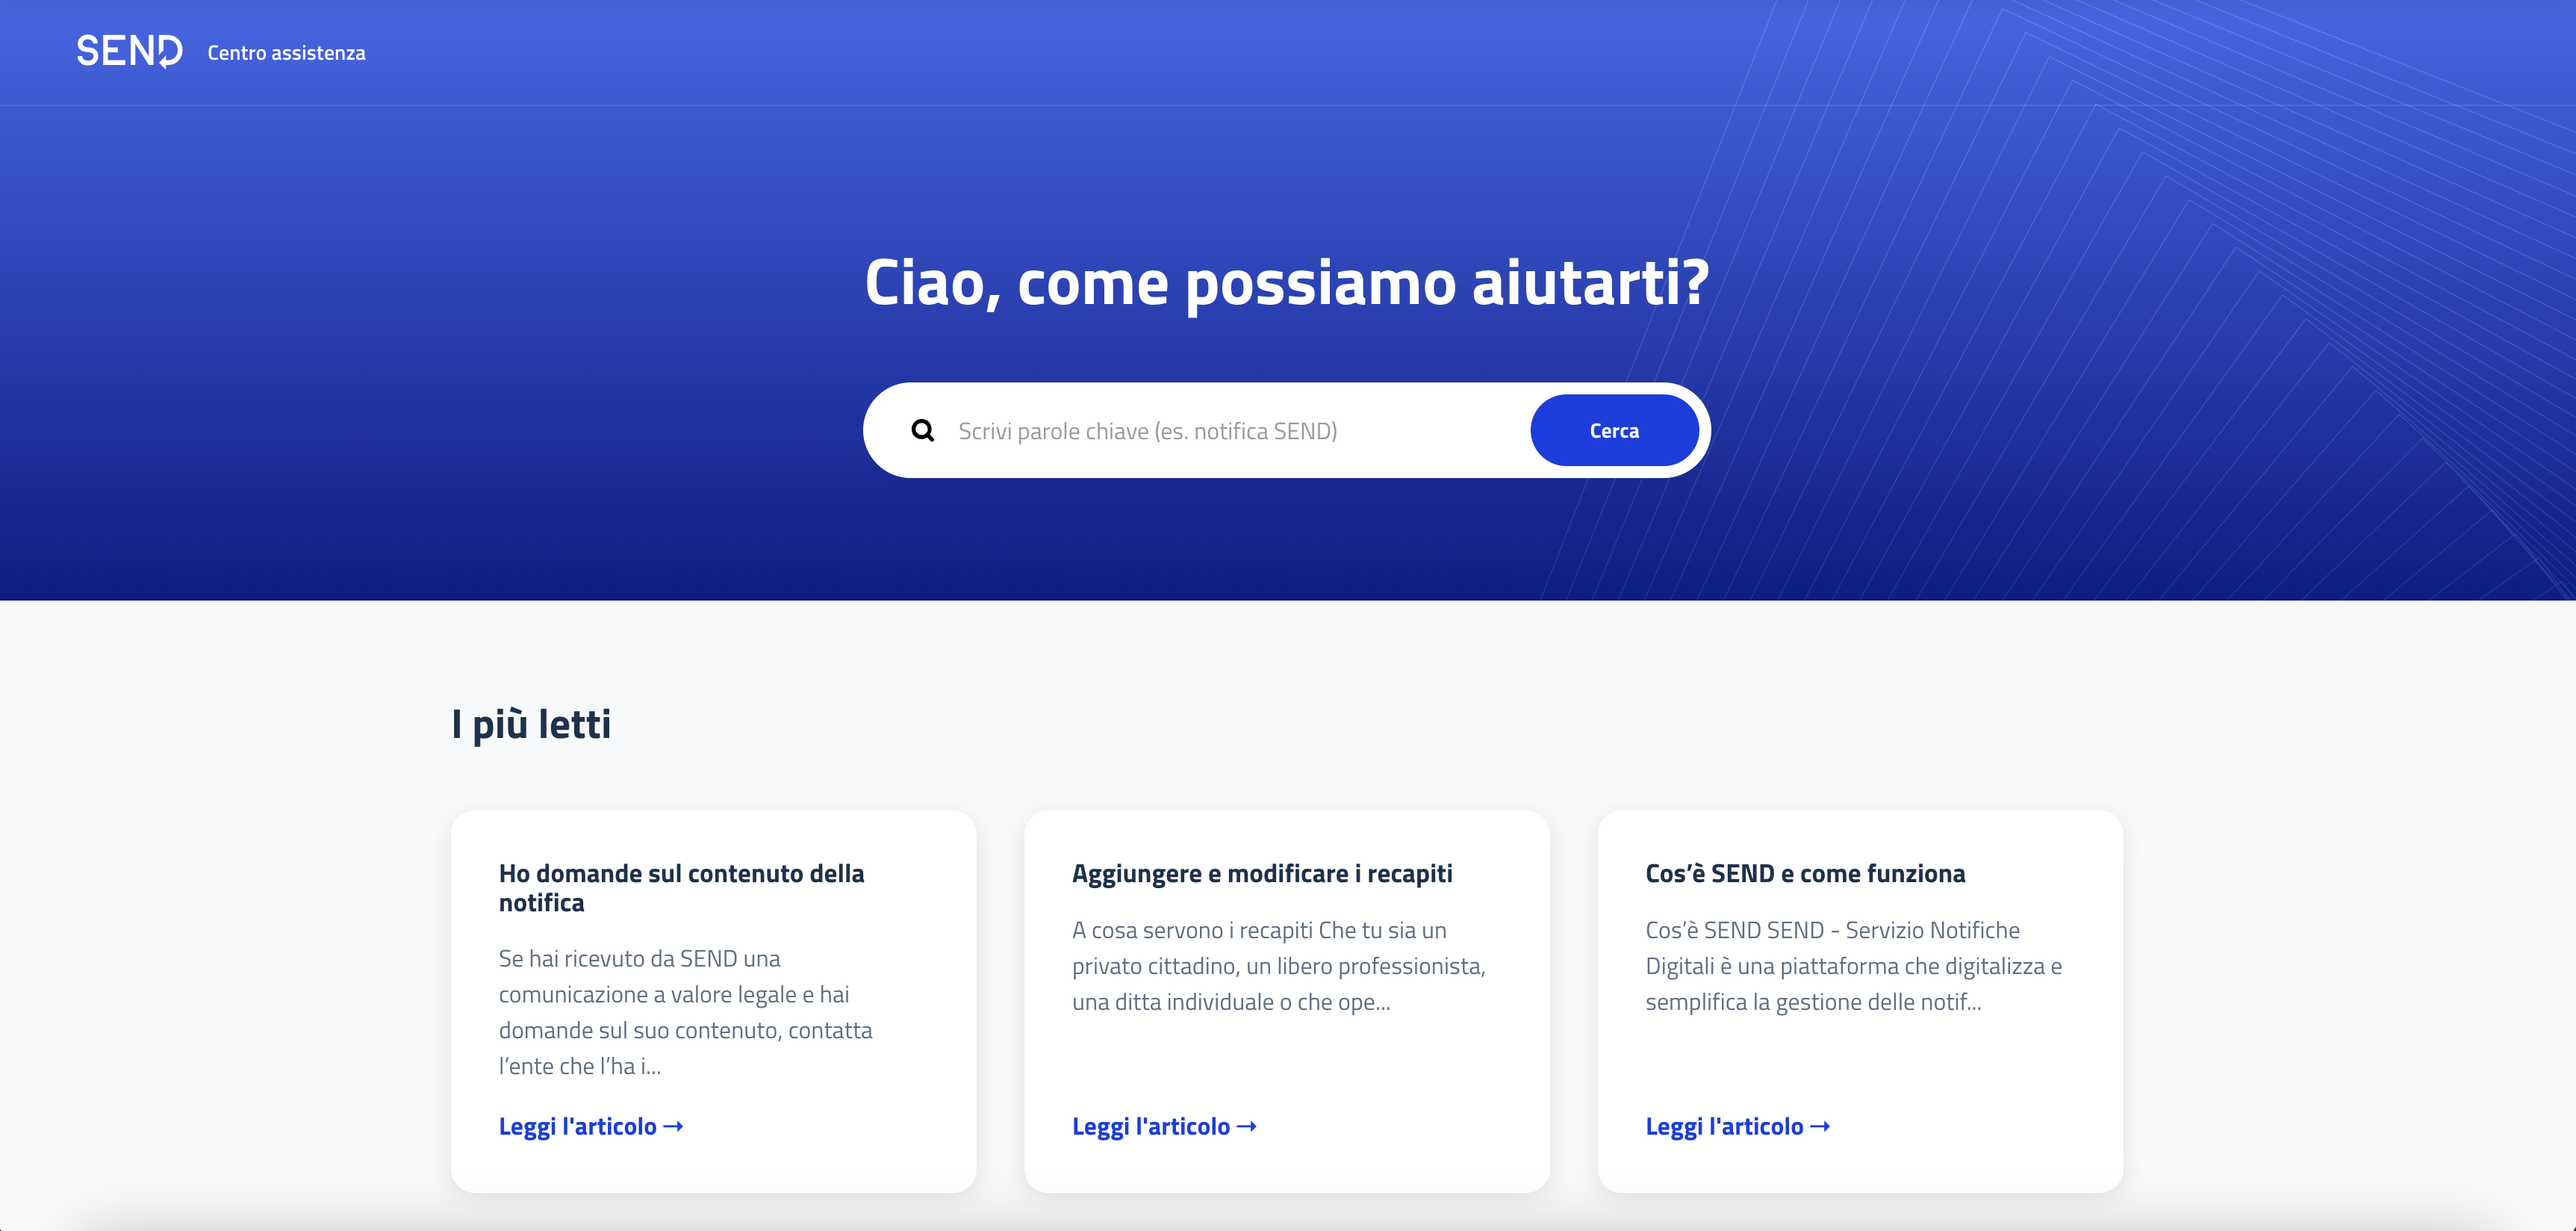 SEND Centro assistenza
Ciao, come possiamo aiutarti?
Scrivi parole chiave (es. notifica SEND)
Cerca
I più letti
Ho domande sul contenuto della
notifica
Se hai ricevuto da SEND una
comunicazione a valore legale e hai
domande sul suo contenuto, contatta
l’ente che l’ha i...
Leggi l'articolo →
Aggiungere e modificare i recapiti
A cosa servono i recapiti Che tu sia un
privato cittadino, un libero professionista,
una ditta individuale o che ope...
Leggi l'articolo →
Cos’è SEND e come funziona
Cos’è SEND SEND - Servizio Notifiche
Digitali è una piattaforma che digitalizza e
semplifica la gestione delle notif...
Leggi l'articolo →